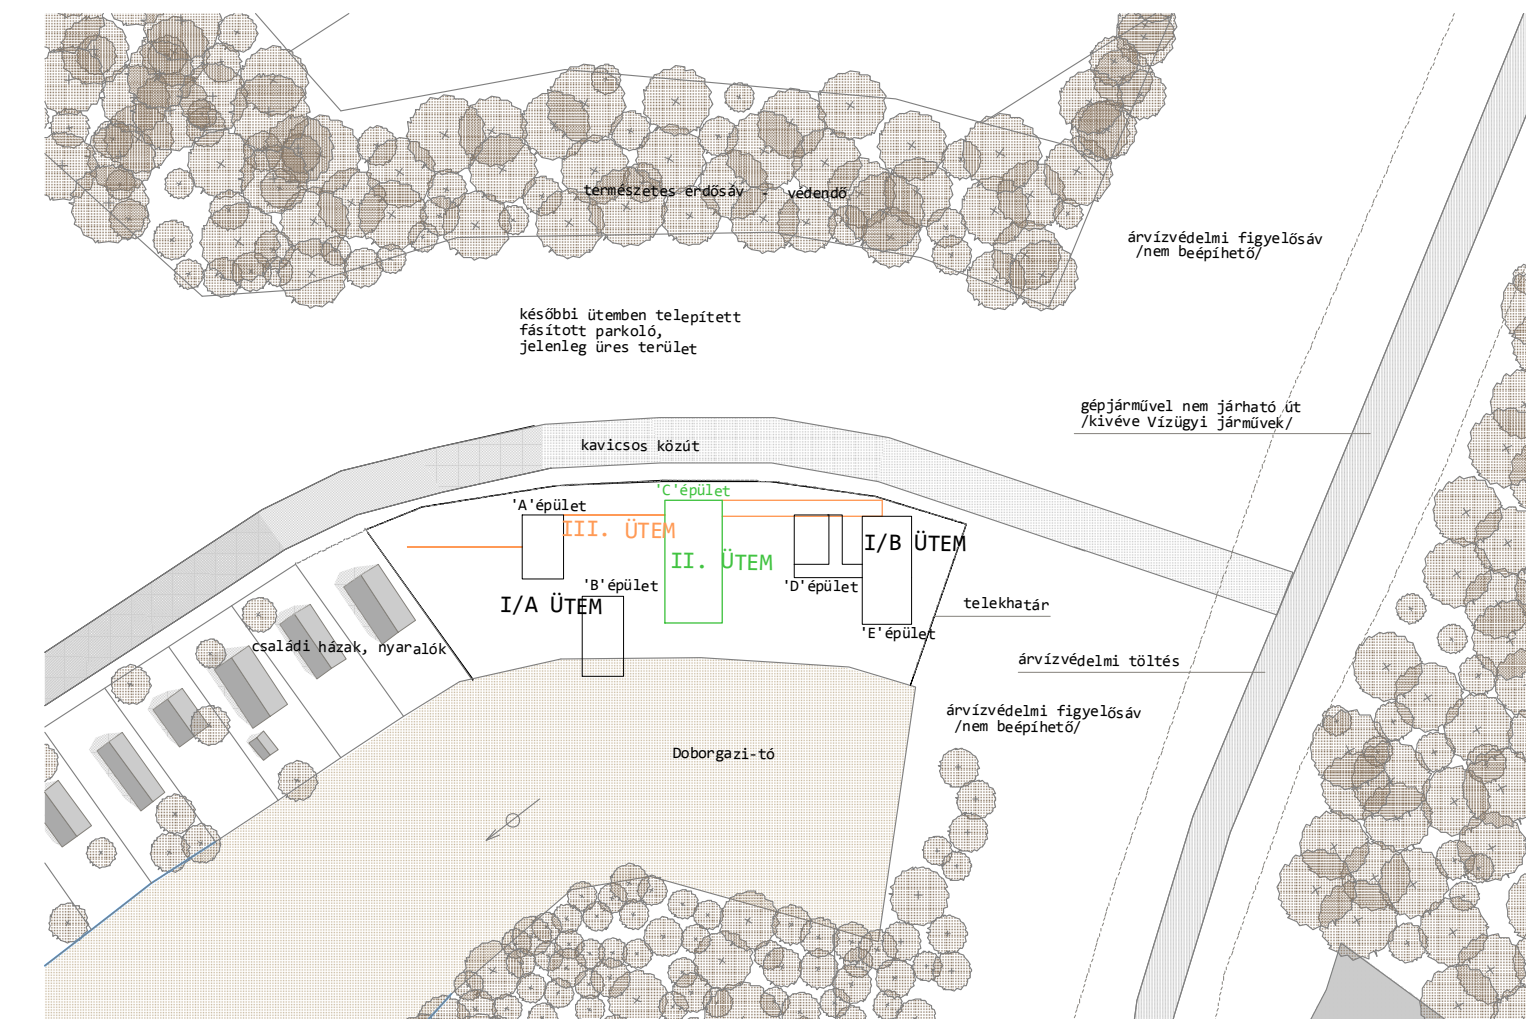 természetes erdősáv - védendő
árvízvédelmi figyelősáv
/nem beépíthető/
későbbi ütemben telepített
fásított parkoló,
jelenleg üres terület
gépjárművel nem járható út
/kivéve Vízügyi járművek/
kavicsos közút
'C'épület
'A'épület
III. ÜTEM
I/B ÜTEM
II. ÜTEM
'B'épület
'D'épület
I/A ÜTEM
telekhatár
'E'épület
családi házak, nyaralók
árvízvédelmi töltés
árvízvédelmi figyelősáv
/nem beépíthető/
Doborgazi-tó